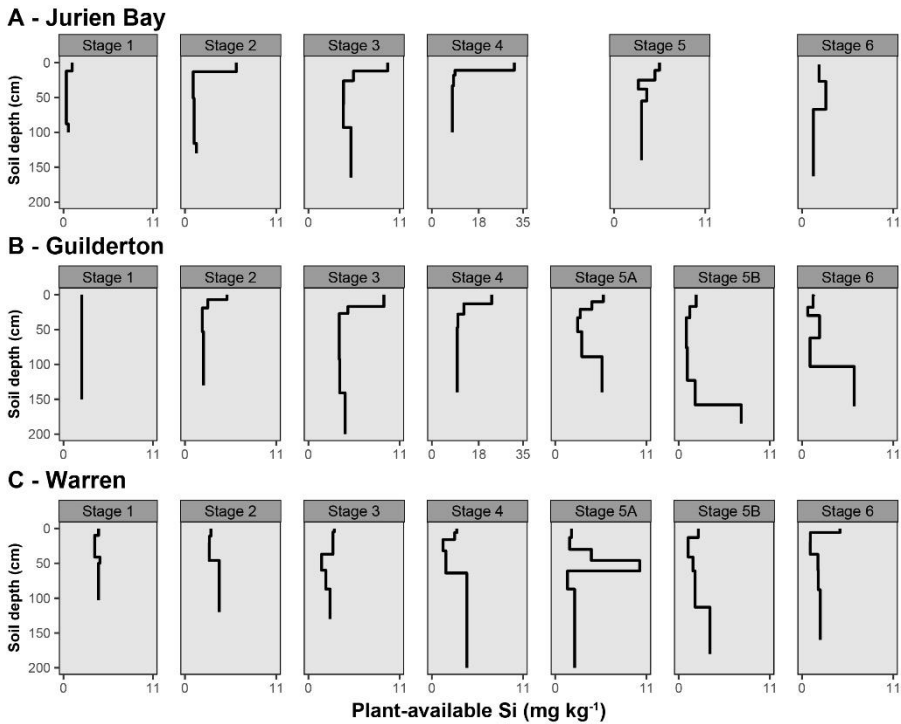 A - Jurien Bay
Stage 1 Stage 2 Stage 3 Stage 4 Stage 5 Stage 6
Soil depth (cm)
0
50
100
150
200
0 11 0 11 0 11 0 18 35 0 11 0 11
B - Guilderton
Stage 1 Stage 2 Stage 3 Stage 4 Stage 5A Stage 5B Stage 6
Soil depth (cm)
0
50
100
150
200
0 11 0 11 0 11 0 18 35 0 11 0 11 0 11
C - Warren
Stage 1 Stage 2 Stage 3 Stage 4 Stage 5A Stage 5B Stage 6
Soil depth (cm)
0
50
100
150
200
0 11 0 11 0 11 0 11 0 11 0 11 0 11
Plant-available Si (mg kg⁻¹)